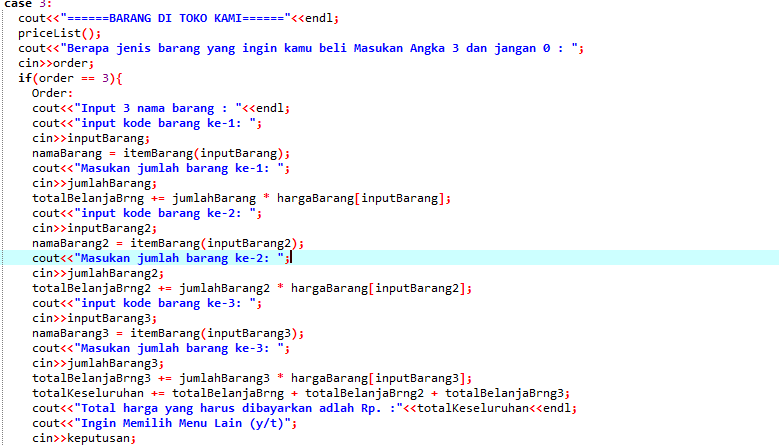 case 3:
cout<<"======BARANG DI TOKO KAMI======"<<endl;
priceList();
cout<<"Berapa jenis barang yang ingin kamu beli Masukan Angka 3 dan jangan 0 : ";
cin>>order;
if(order == 3){
Order:
cout<<"Input 3 nama barang : "<<endl;
cout<<"input kode barang ke-1: ";
cin>>inputBarang;
namaBarang = itemBarang(inputBarang);
cout<<"Masukan jumlah barang ke-1: ";
cin>>jumlahBarang;
totalBelanjaBrng += jumlahBarang * hargaBarang[inputBarang];
cout<<"input kode barang ke-2: ";
cin>>inputBarang2;
namaBarang2 = itemBarang(inputBarang2);
cout<<"Masukan jumlah barang ke-2: ";
cin>>jumlahBarang2;
totalBelanjaBrng2 += jumlahBarang2 * hargaBarang[inputBarang2];
cout<<"input kode barang ke-3: ";
cin>>inputBarang3;
namaBarang3 = itemBarang(inputBarang3);
cout<<"Masukan jumlah barang ke-3: ";
cin>>jumlahBarang3;
totalBelanjaBrng3 += jumlahBarang3 * hargaBarang[inputBarang3];
totalKeseluruhan += totalBelanjaBrng + totalBelanjaBrng2 + totalBelanjaBrng3;
cout<<"Total harga yang harus dibayarkan adlah Rp. :"<<totalKeseluruhan<<endl;
cout<<"Ingin Memilih Menu Lain (y/t)";
cin>>keputusan;